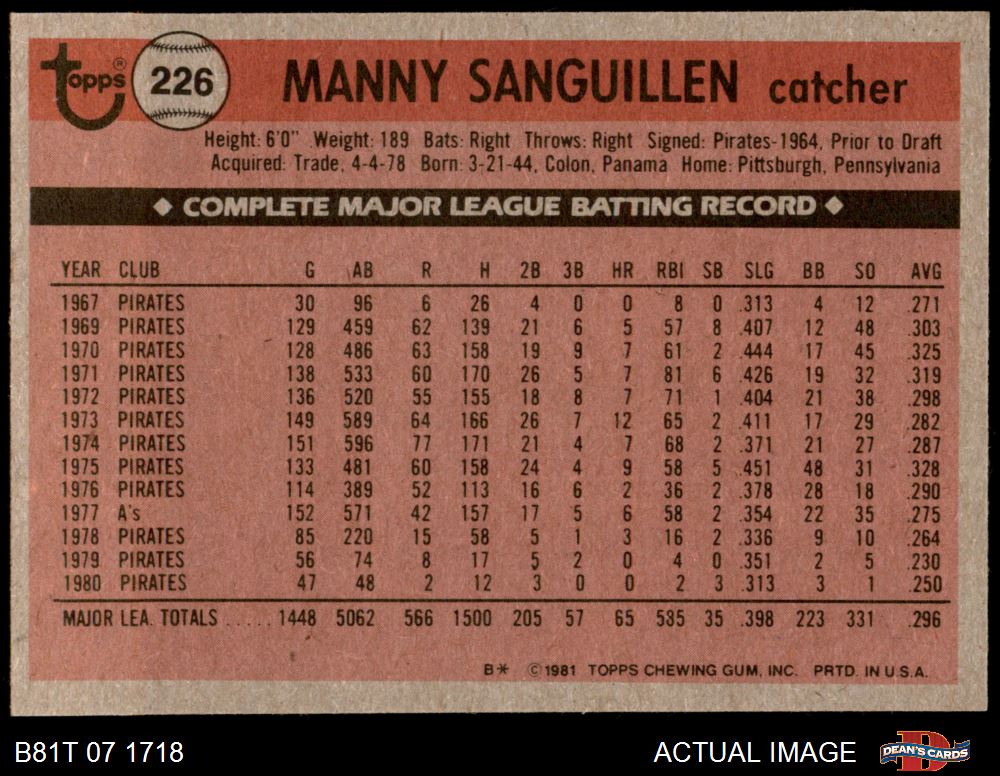 topps® 226 MANNY SANGUILLEN catcher
Height: 6'0" Weight: 189 Bats: Right Throws: Right Signed: Pirates-1964, Prior to Draft
Acquired: Trade, 4-4-78 Born: 3-21-44, Colon, Panama Home: Pittsburgh, Pennsylvania
◆ COMPLETE MAJOR LEAGUE BATTING RECORD ◆
YEAR CLUB G AB R H 2B 3B HR RBI SB SLG BB SO AVG
1967 PIRATES 30 96 6 26 4 0 0 8 0 .313 4 12 .271
1969 PIRATES 129 459 62 139 21 6 5 57 8 .407 12 48 .303
1970 PIRATES 128 486 63 158 19 9 7 61 2 .444 17 45 .325
1971 PIRATES 138 533 60 170 26 5 7 81 6 .426 19 32 .319
1972 PIRATES 136 520 55 155 18 8 7 71 1 .404 21 38 .298
1973 PIRATES 149 589 64 166 26 7 12 65 2 .411 17 29 .282
1974 PIRATES 151 596 77 171 21 4 7 68 2 .371 21 27 .287
1975 PIRATES 133 481 60 158 24 4 9 58 5 .451 48 31 .328
1976 PIRATES 114 389 52 113 16 6 2 36 2 .378 28 18 .290
1977 A's 152 571 42 157 17 5 6 58 2 .354 22 35 .275
1978 PIRATES 85 220 15 58 5 1 3 16 2 .336 9 10 .264
1979 PIRATES 56 74 8 17 5 2 0 4 0 .351 2 5 .230
1980 PIRATES 47 48 2 12 3 0 0 2 3 .313 3 1 .250
MAJOR LEA. TOTALS ..... 1448 5062 566 1500 205 57 65 585 35 .398 223 331 .296
B* ©1981 TOPPS CHEWING GUM, INC. PRTD. IN U.S.A.
B81T 07 1718 ACTUAL IMAGE DEAN'S CARDS